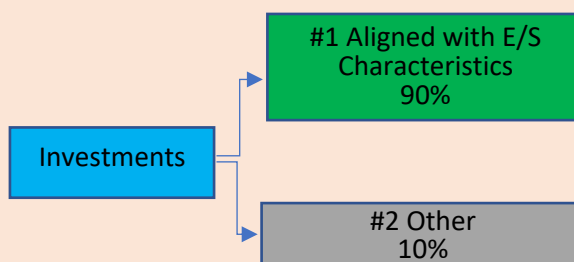 #1 Aligned with E/S
Characteristics
90%
Investments
#2 Other
10%